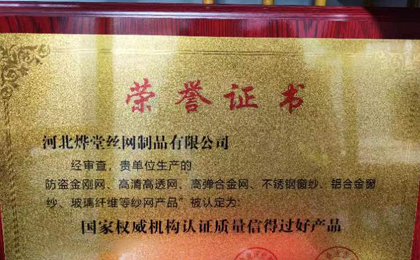 荣誉证书
河北烨堂丝网制品有限公司
经审查，贵单位生产的
防盗金刚网、高清高透网、高弹合金网、不锈钢窗纱、铝合金窗
纱、玻璃纤维等纱网产品”被认定为：
国家权威机构认证质量信得过好产品